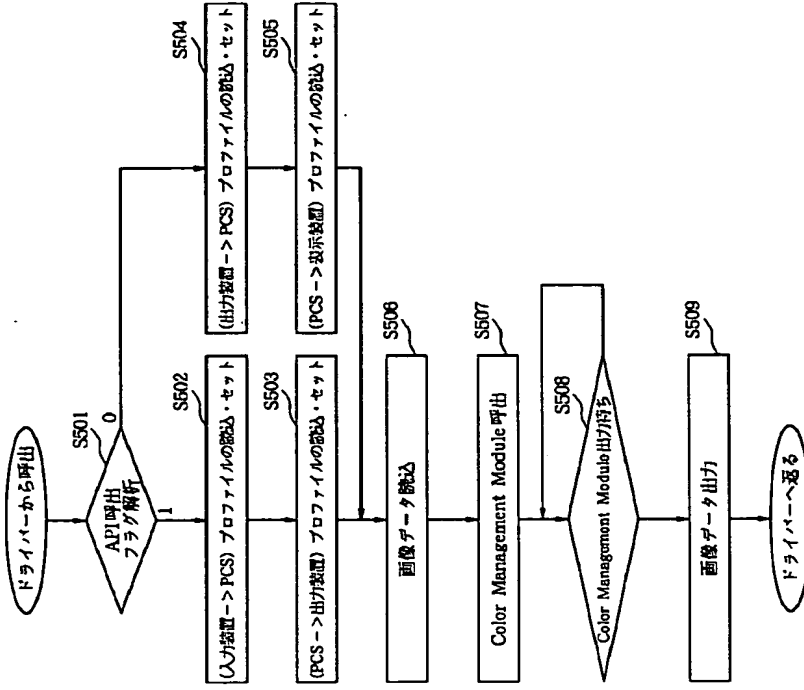 ドライバーから呼出
S501
API呼出
フラグ解析
0
1
S502
(入力装置->PCS) プロファイルの読込・セット
S504
(出力装置->PCS) プロファイルの読込・セット
S503
(PCS->出力装置) プロファイルの読込・セット
S505
(PCS->表示装置) プロファイルの読込・セット
S506
画像データ読込
S507
Color Management Module 呼出
S508
Color Management Module出力待ち
S509
画像データ出力
ドライバーへ返る